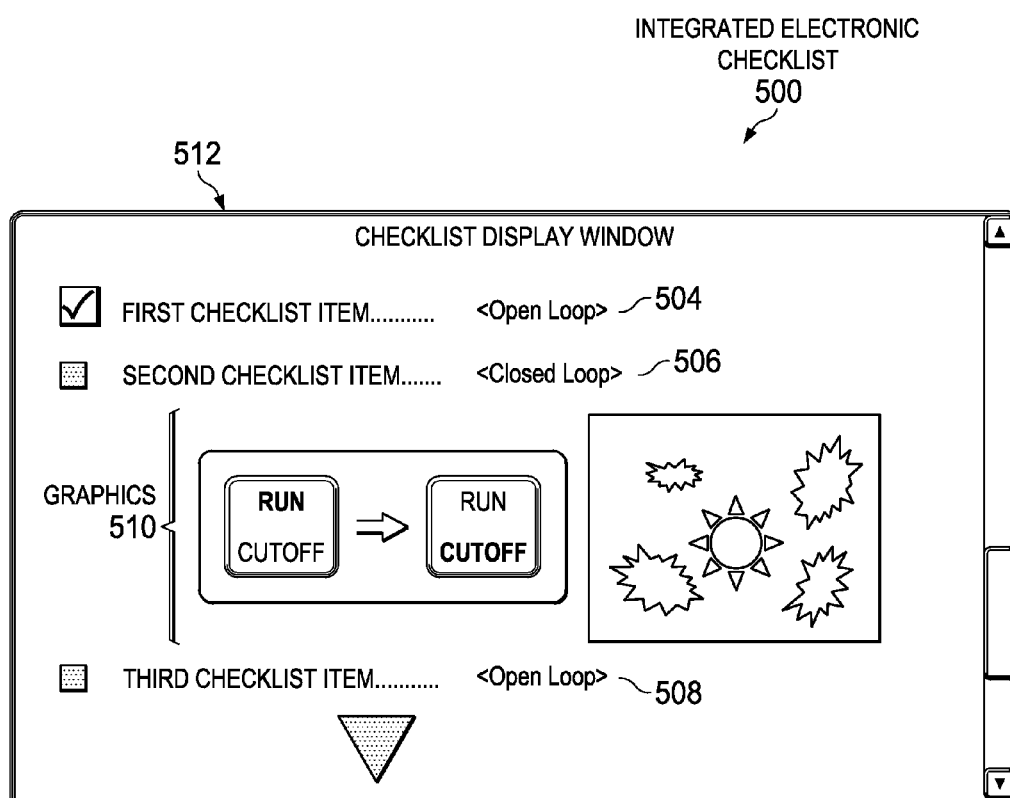 INTEGRATED ELECTRONIC
CHECKLIST
500
512
CHECKLIST DISPLAY WINDOW
FIRST CHECKLIST ITEM........... <Open Loop> 504
SECOND CHECKLIST ITEM....... <Closed Loop> 506
GRAPHICS
510
RUN
CUTOFF
RUN
CUTOFF
THIRD CHECKLIST ITEM........... <Open Loop> 508